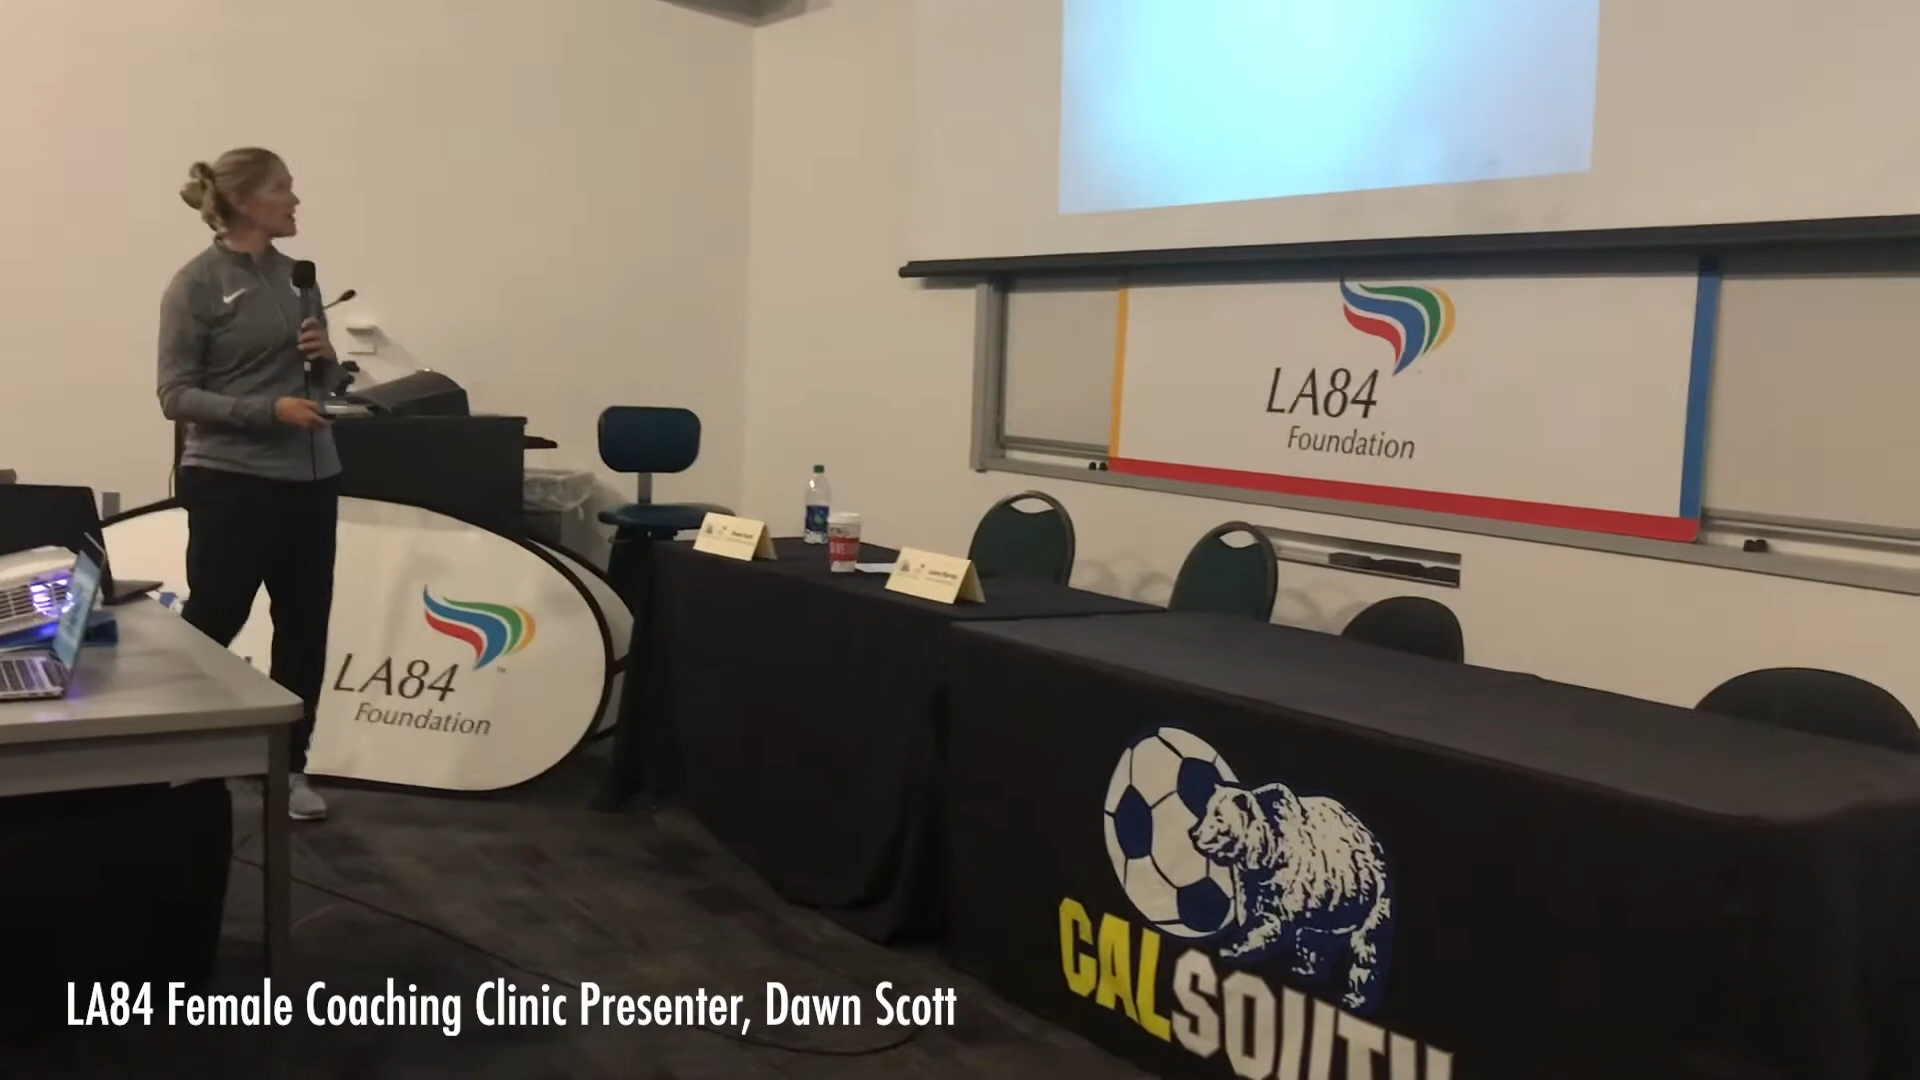 LA84
Foundation
LA84
Foundation
CALSOUTH
LA84 Female Coaching Clinic Presenter, Dawn Scott